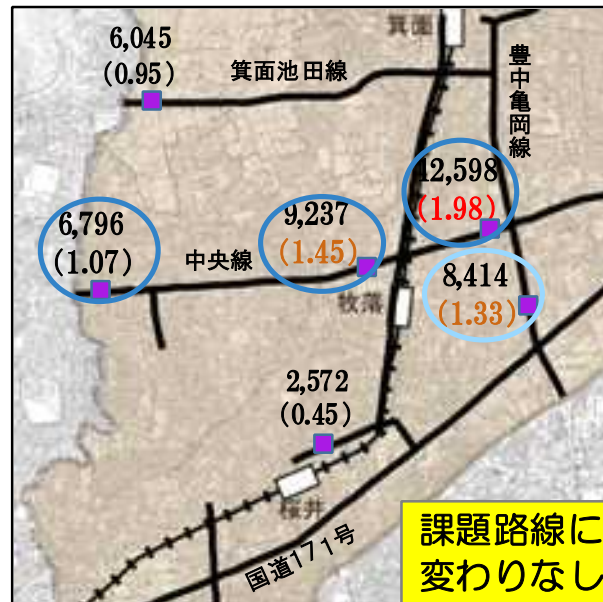 箕面
6,045
(0.95)
箕面池田線
豊中亀岡線
12,598
(1.98)
6,796
(1.07)
9,237
(1.45)
中央線
8,414
(1.33)
牧落
2,572
(0.45)
桜井
国道171号
課題路線に
変わりなし